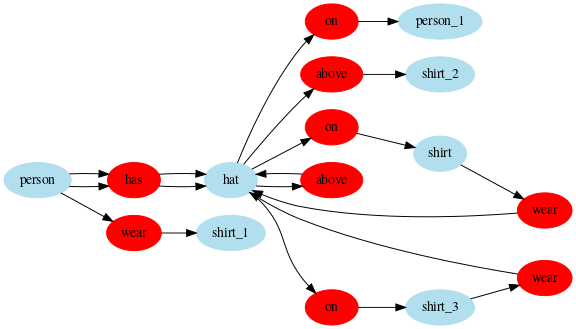 on
person_1
above
shirt_2
on
shirt
person
has
hat
above
wear
wear
shirt_1
wear
on
shirt_3